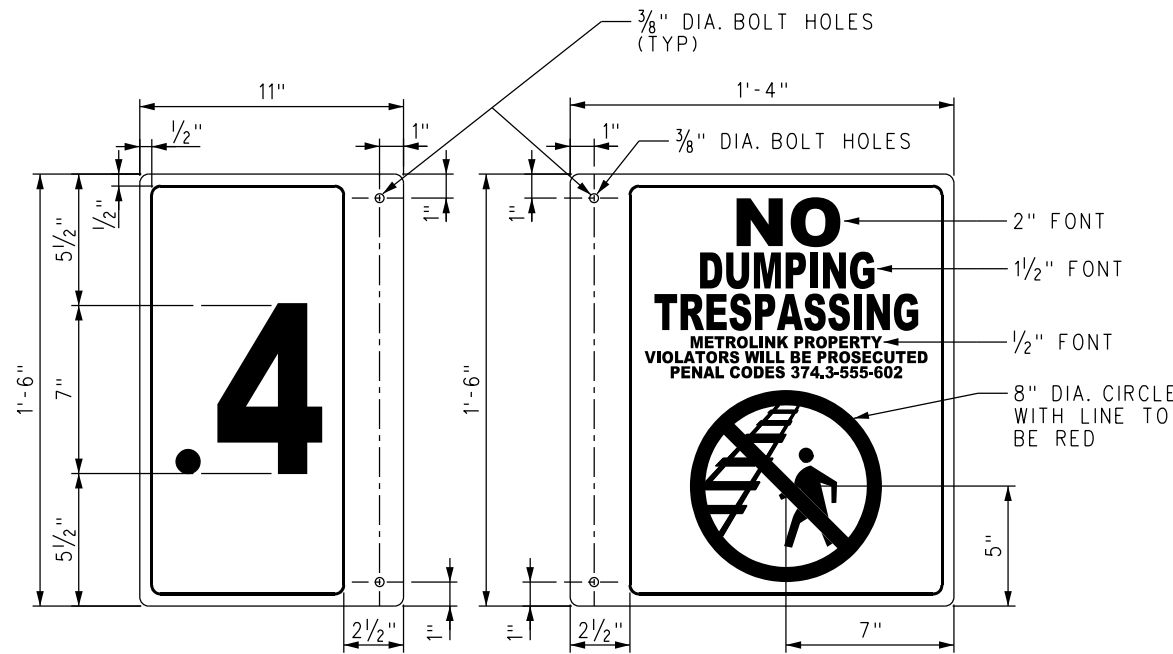 3/8" DIA. BOLT HOLES
(TYP)
11"
1'-4"
1/2"
1"
1"
3/8" DIA. BOLT HOLES
1/2"
5 1/2"
1"
1"
NO
2" FONT
DUMPING
1 1/2" FONT
TRESPASSING
METROLINK PROPERTY
1/2" FONT
VIOLATORS WILL BE PROSECUTED
PENAL CODES 374.3-555-602
1'-6"
7"
.4
1'-6"
8" DIA. CIRCLE
WITH LINE TO
BE RED
5 1/2"
5"
2 1/2"
1"
1"
2 1/2"
7"